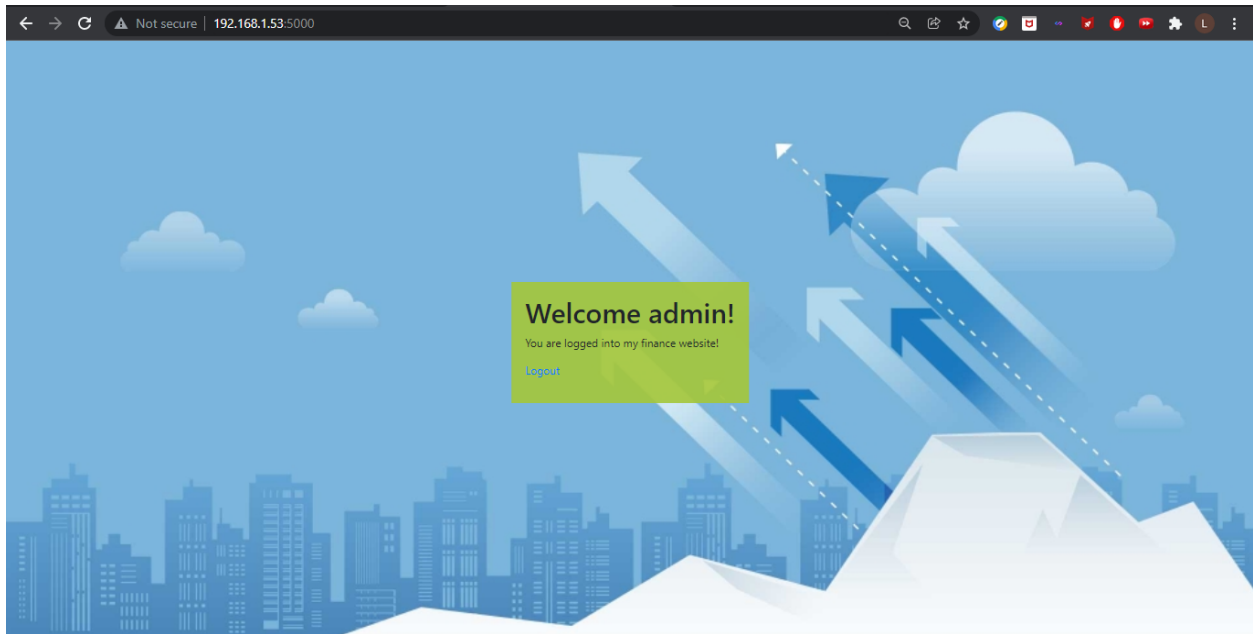 Not secure | 192.168.1.53:5000
L
Welcome admin!
You are logged into my finance website!
Logout